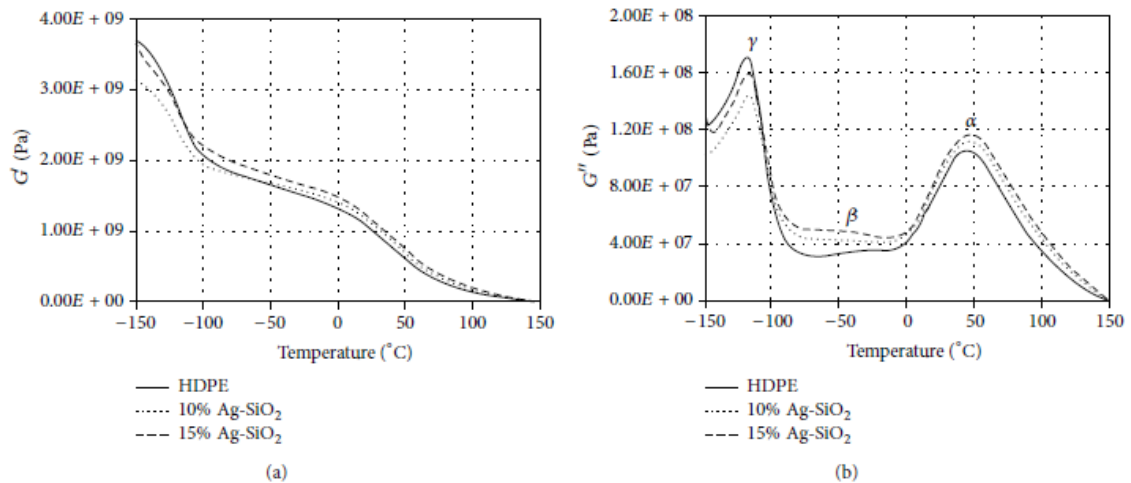 4.00E + 09
3.00E + 09
2.00E + 09
1.00E + 09
0.00E + 00
G′ (Pa)
−150 −100 −50 0 50 100 150
Temperature (°C)
HDPE
10% Ag-SiO₂
15% Ag-SiO₂
(a)
2.00E + 08
1.60E + 08
1.20E + 08
8.00E + 07
4.00E + 07
0.00E + 00
G″ (Pa)
γ
β
α
−150 −100 −50 0 50 100 150
Temperature (°C)
HDPE
10% Ag-SiO₂
15% Ag-SiO₂
(b)